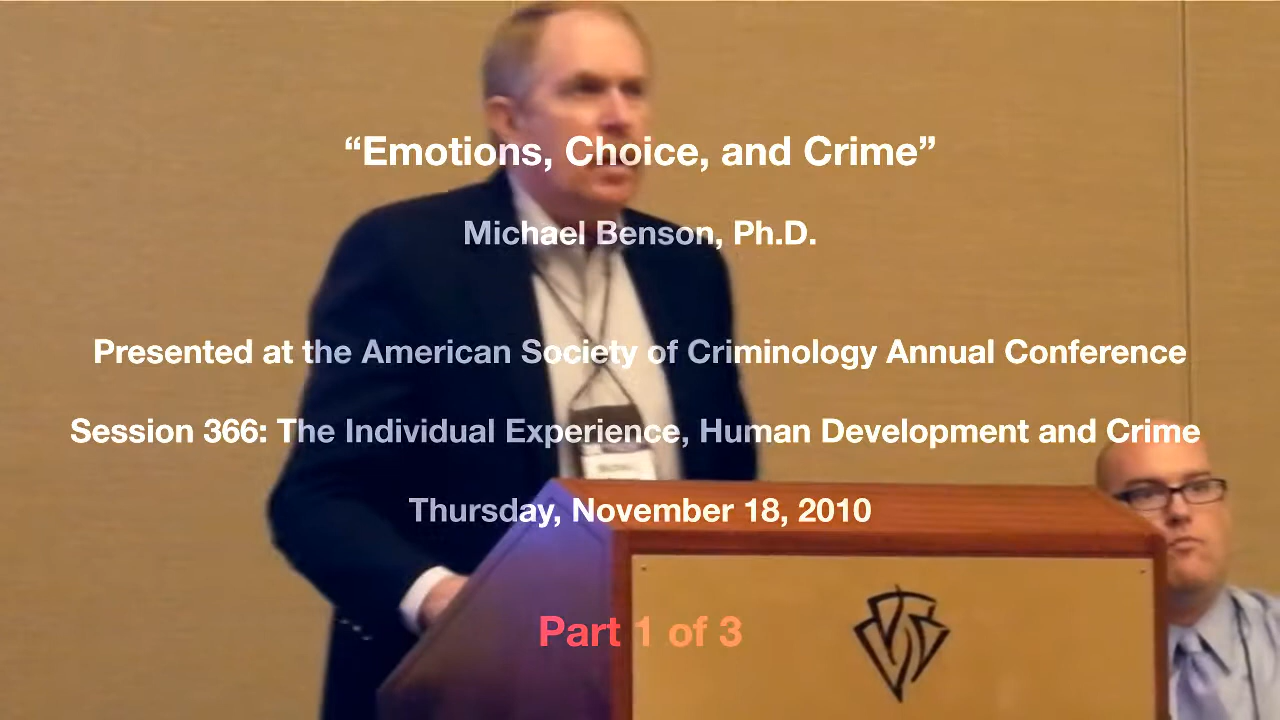 “Emotions, Choice, and Crime”
Michael Benson, Ph.D.
Presented at the American Society of Criminology Annual Conference
Session 366: The Individual Experience, Human Development and Crime
Thursday, November 18, 2010
Part 1 of 3